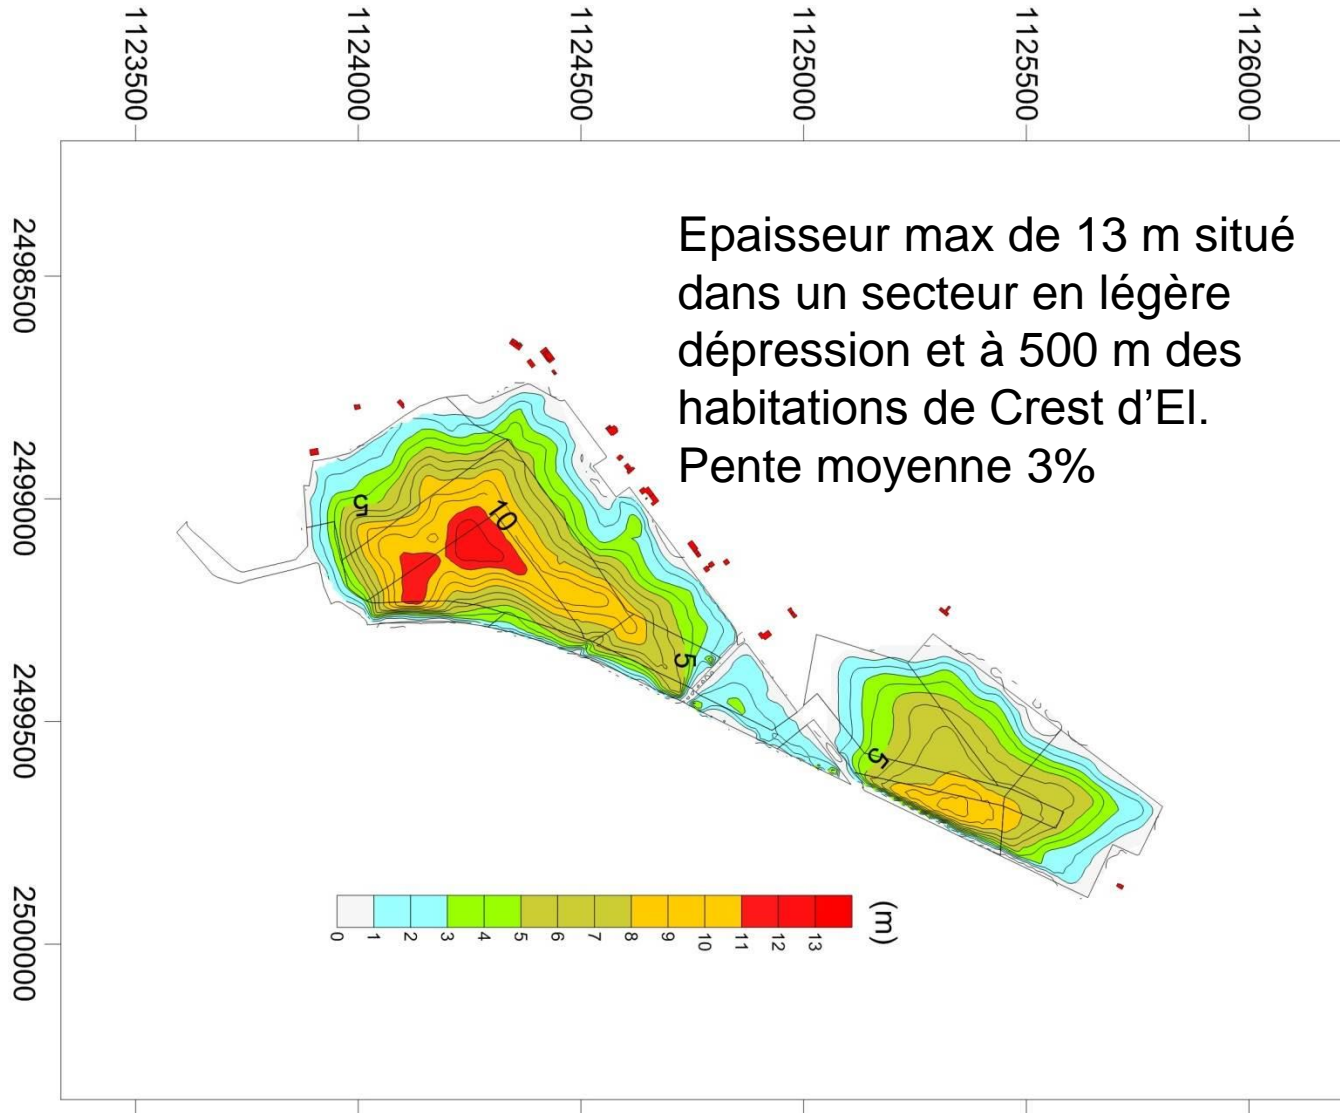 1123500
1124000
1124500
1125000
1125500
1126000
2498500
2499000
2499500
2500000
Epaisseur max de 13 m situé
dans un secteur en légère
dépression et à 500 m des
habitations de Crest d’El.
Pente moyenne 3%
5
10
5
5
(m)
0 1 2 3 4 5 6 7 8 9 10 11 12 13